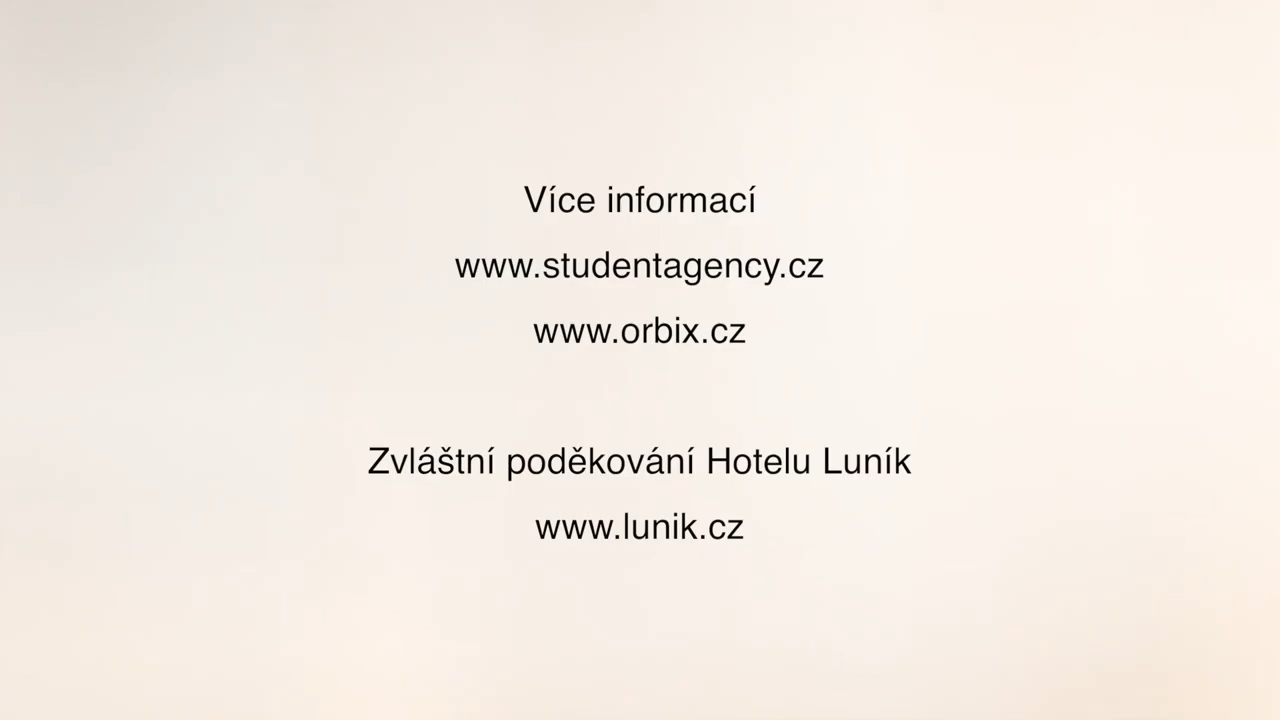 Více informací
www.studentagency.cz
www.orbix.cz
Zvláštní poděkování Hotelu Luník
www.lunik.cz